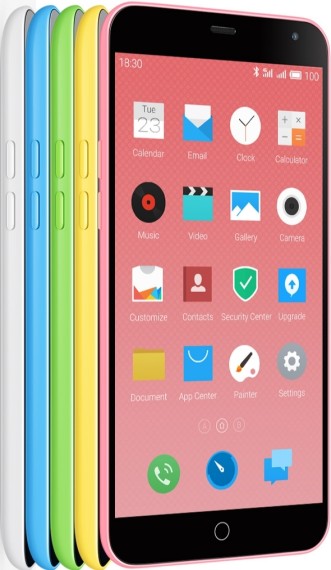 18:30
100
Tue
23
Calendar Email Clock Calculator
Music Video Gallery Camera
Customize Contacts Security Center Upgrade
Document App Center Painter Settings